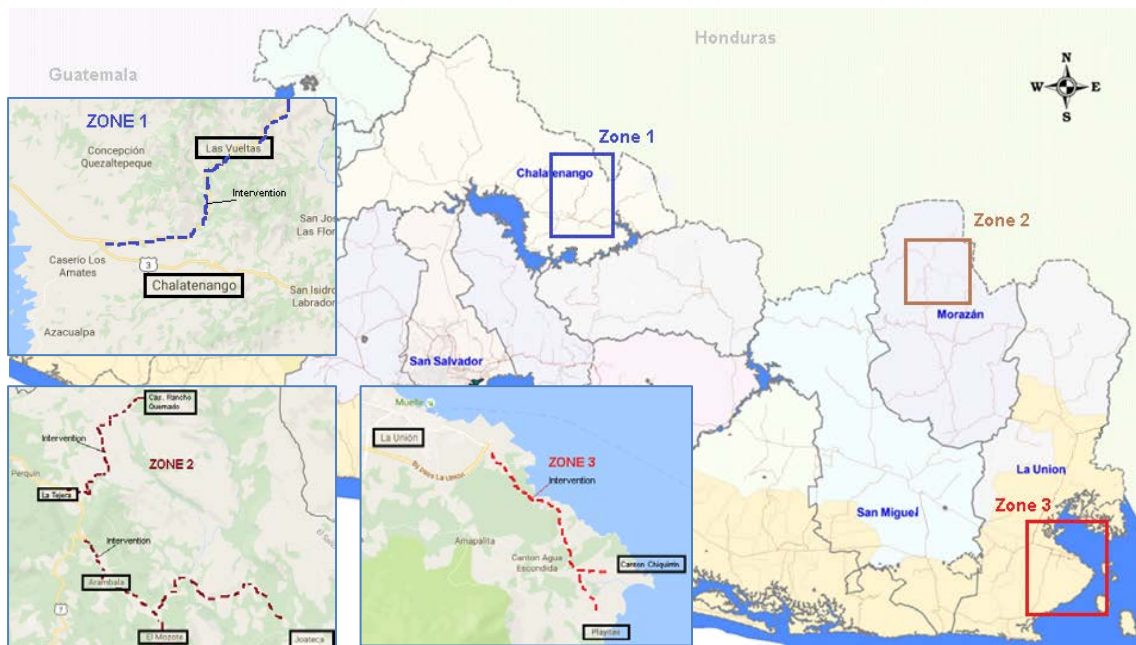 Guatemala
Honduras
N
W
E
S
Zone 1
Chalatenango
Zone 2
Morazán
San Salvador
La Union
San Miguel
Zone 3
ZONE 1
Las Vueltas
Concepción
Quezaltepeque
Intervention
San Jo
Las Flor
Caserio Los
Amates
3
Chalatenango
San Isidro
Labrador
Azacualpa
Cas. Rancho
Quemado
Intervention
ZONE 2
Perquin
La Tejera
Intervention
Arambala
7
El Mozote
Joateca
Muelle
La Unión
By pass La Unión
ZONE 3
Intervention
Amapalita
Canton Agua
Escondida
Canton Chiquirin
Playitas